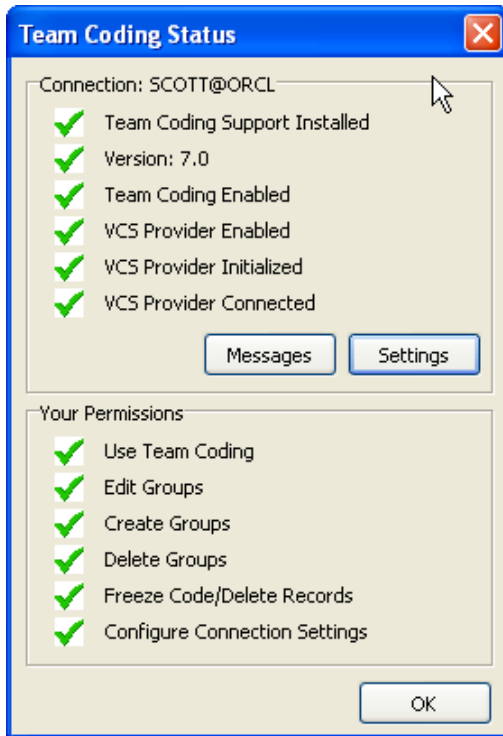 Team Coding Status
Connection: SCOTT@ORCL
Team Coding Support Installed
Version: 7.0
Team Coding Enabled
VCS Provider Enabled
VCS Provider Initialized
VCS Provider Connected
Messages Settings
Your Permissions
Use Team Coding
Edit Groups
Create Groups
Delete Groups
Freeze Code/Delete Records
Configure Connection Settings
OK